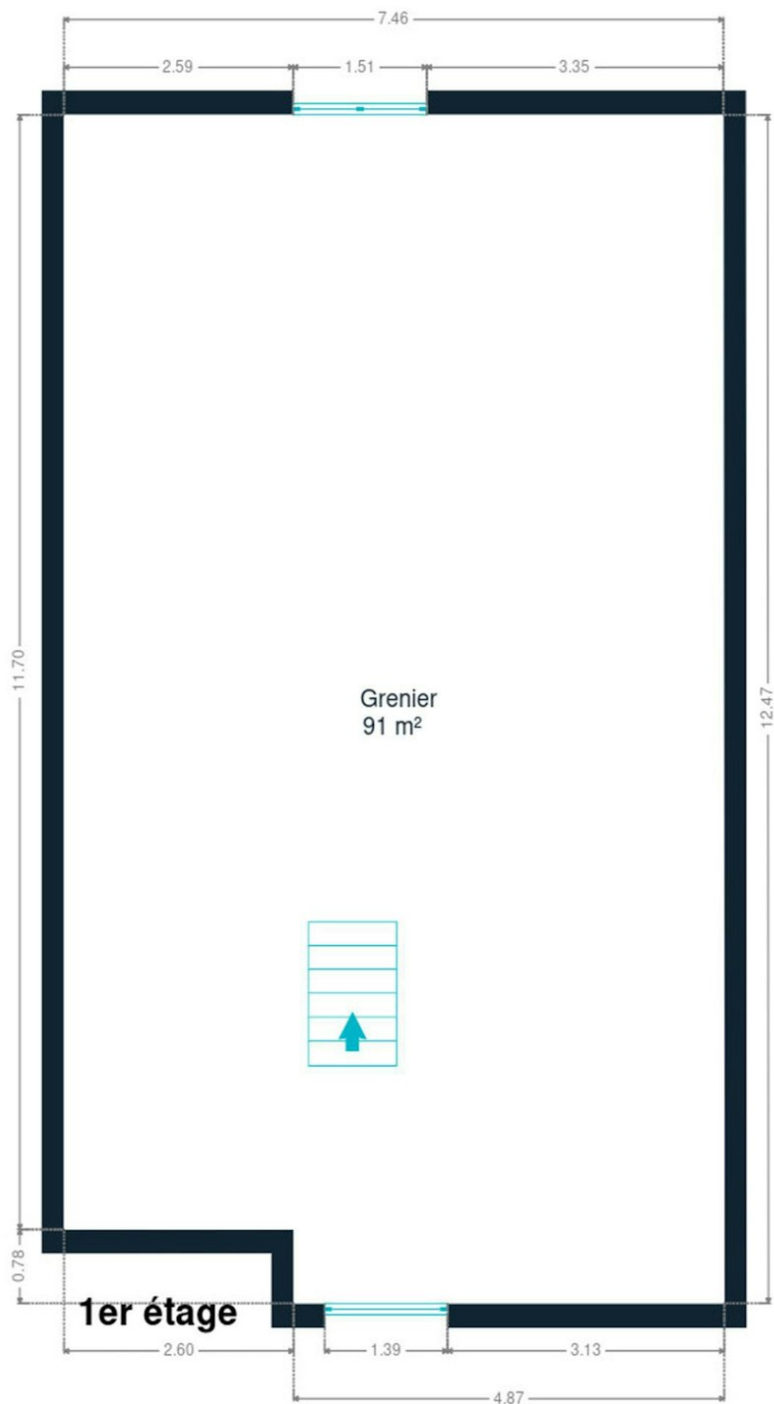 7.46
2.59 1.51 3.35
11.70
12.47
Grenier
91 m²
0.78
1er étage
2.60 1.39 3.13
4.87